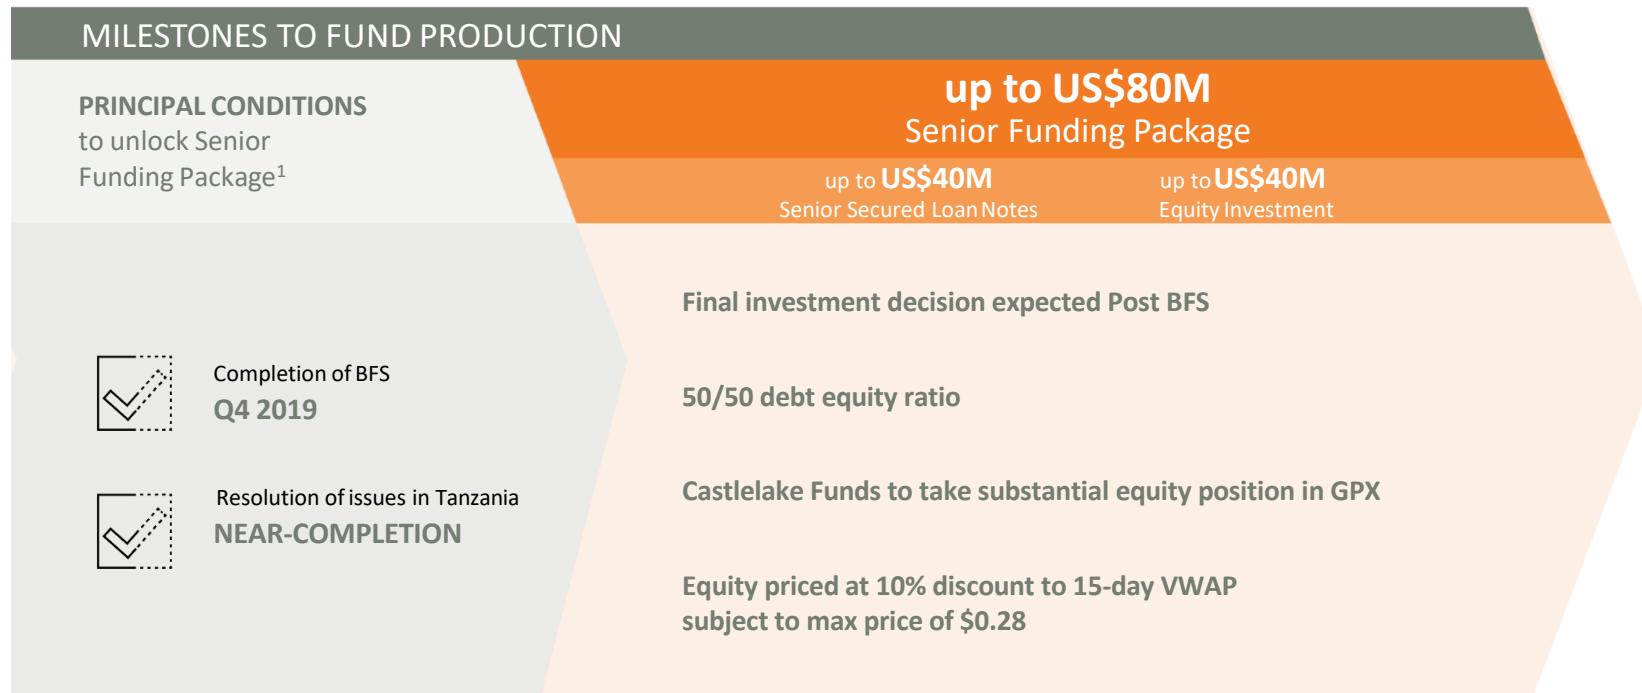 MILESTONES TO FUND PRODUCTION
PRINCIPAL CONDITIONS
to unlock Senior
Funding Package1
up to US$80M
Senior Funding Package
up to US$40M
Senior Secured Loan Notes
up to US$40M
Equity Investment
Completion of BFS
Q4 2019
Resolution of issues in Tanzania
NEAR-COMPLETION
Final investment decision expected Post BFS
50/50 debt equity ratio
Castlelake Funds to take substantial equity position in GPX
Equity priced at 10% discount to 15-day VWAP
subject to max price of $0.28